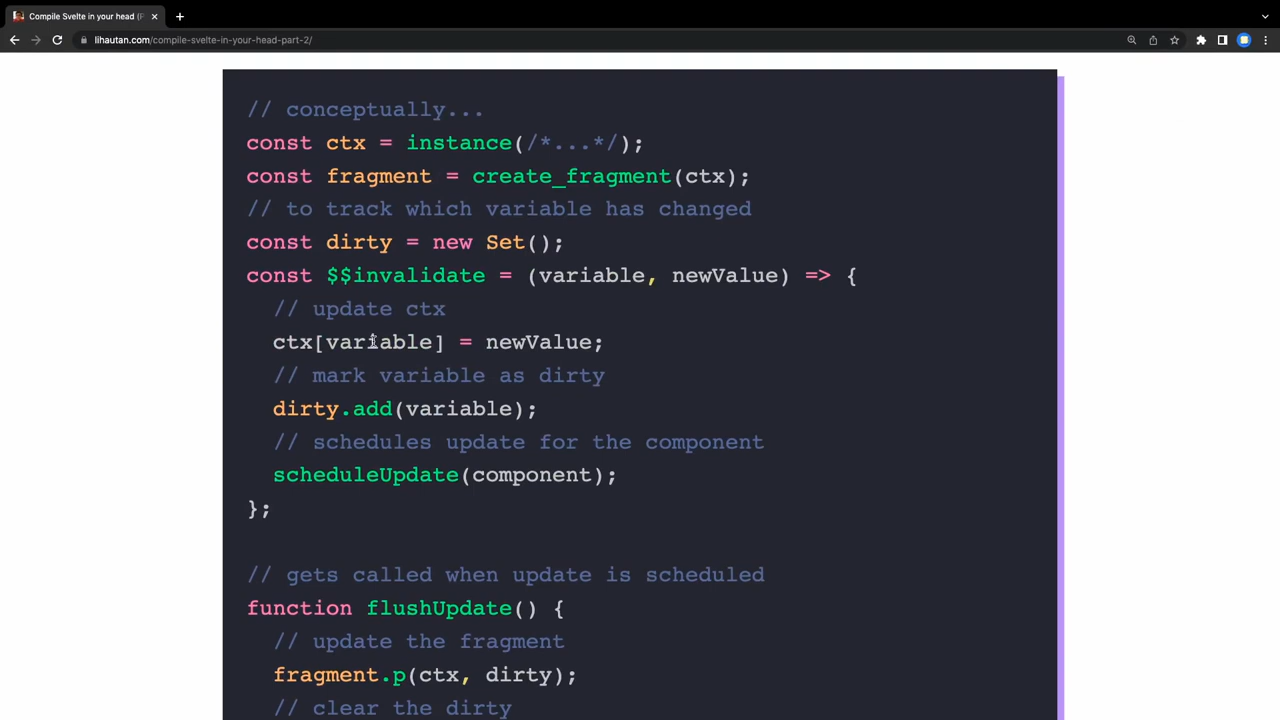 Compile Svelte in your head (F
lihautan.com/compile-svelte-in-your-head-part-2/
// conceptually...
const ctx = instance(/*...*/);
const fragment = create_fragment(ctx);
// to track which variable has changed
const dirty = new Set();
const $$invalidate = (variable, newValue) => {
  // update ctx
  ctx[variable] = newValue;
  // mark variable as dirty
  dirty.add(variable);
  // schedules update for the component
  scheduleUpdate(component);
};
// gets called when update is scheduled
function flushUpdate() {
  // update the fragment
  fragment.p(ctx, dirty);
  // clear the dirty